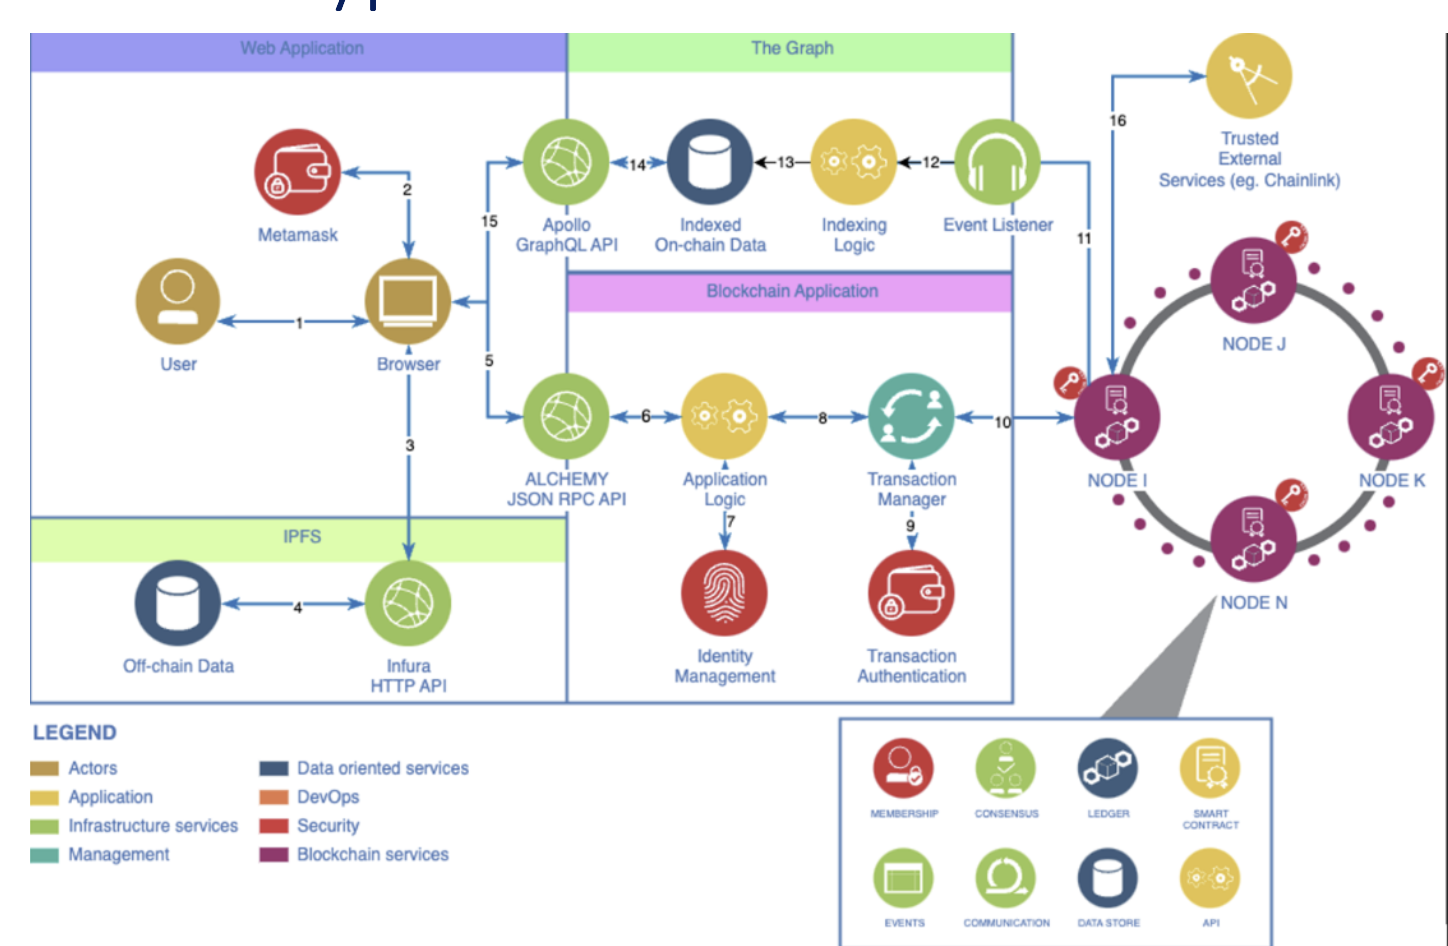 Web Application
The Graph
16
Trusted
External
Services (eg. Chainlink)
Metamask
2
15
Apollo
GraphQL API
14
Indexed
On-chain Data
13
Indexing
Logic
12
Event Listener
11
User
1
Browser
Blockchain Application
NODE J
5
3
ALCHEMY
JSON RPC API
6
Application
Logic
8
Transaction
Manager
10
NODE I
NODE K
7
9
IPFS
Off-chain Data
4
Infura
HTTP API
Identity
Management
Transaction
Authentication
NODE N
LEGEND
Actors
Application
Infrastructure services
Management
Data oriented services
DevOps
Security
Blockchain services
MEMBERSHIP
CONSENSUS
LEDGER
SMART
CONTRACT
EVENTS
COMMUNICATION
DATA STORE
API